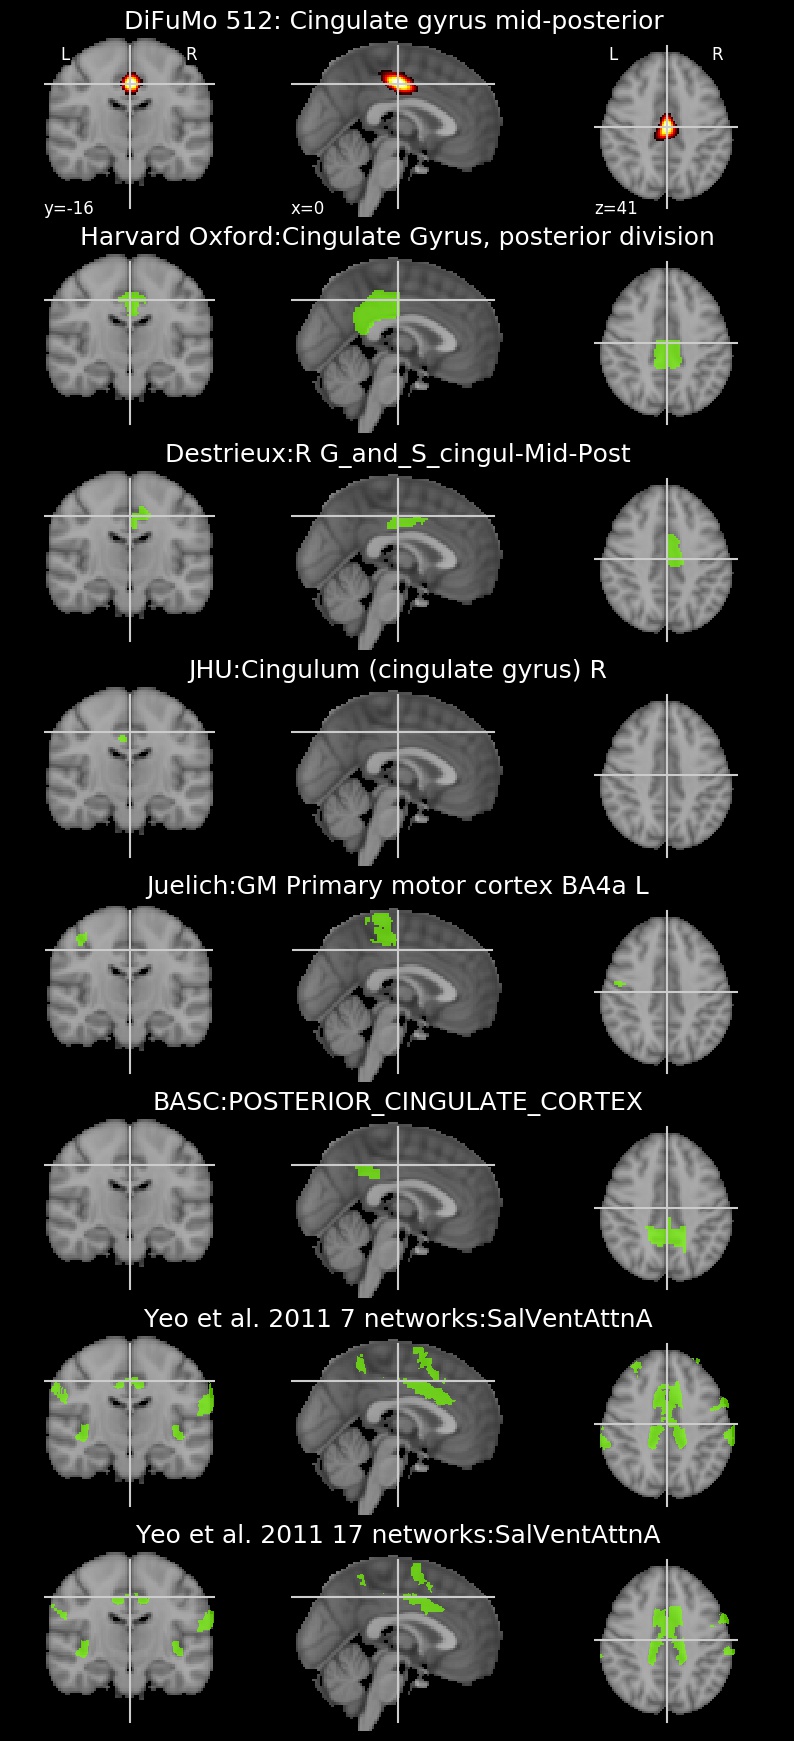 DiFuMo 512: Cingulate gyrus mid-posterior
L R L R
y=-16 x=0 z=41
Harvard Oxford:Cingulate Gyrus, posterior division
Destrieux:R G_and_S_cingul-Mid-Post
JHU:Cingulum (cingulate gyrus) R
Juelich:GM Primary motor cortex BA4a L
BASC:POSTERIOR_CINGULATE_CORTEX
Yeo et al. 2011 7 networks:SalVentAttnA
Yeo et al. 2011 17 networks:SalVentAttnA